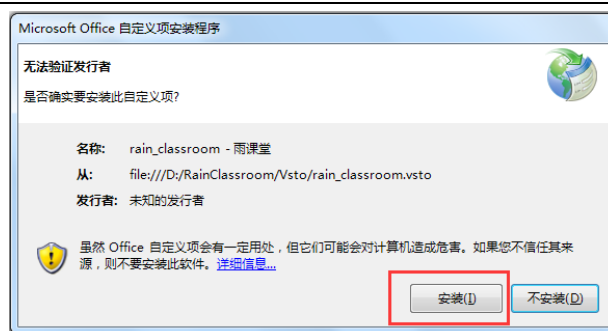 Microsoft Office 自定义项安装程序
无法验证发行者
是否确实要安装此自定义项?
名称: rain_classroom - 雨课堂
从: file:///D:/RainClassroom/Vsto/rain_classroom.vsto
发行者: 未知的发行者
虽然 Office 自定义项会有一定用处，但它们可能会对计算机造成危害。如果您不信任其来
源，则不要安装此软件。详细信息...
安装(I) 不安装(D)